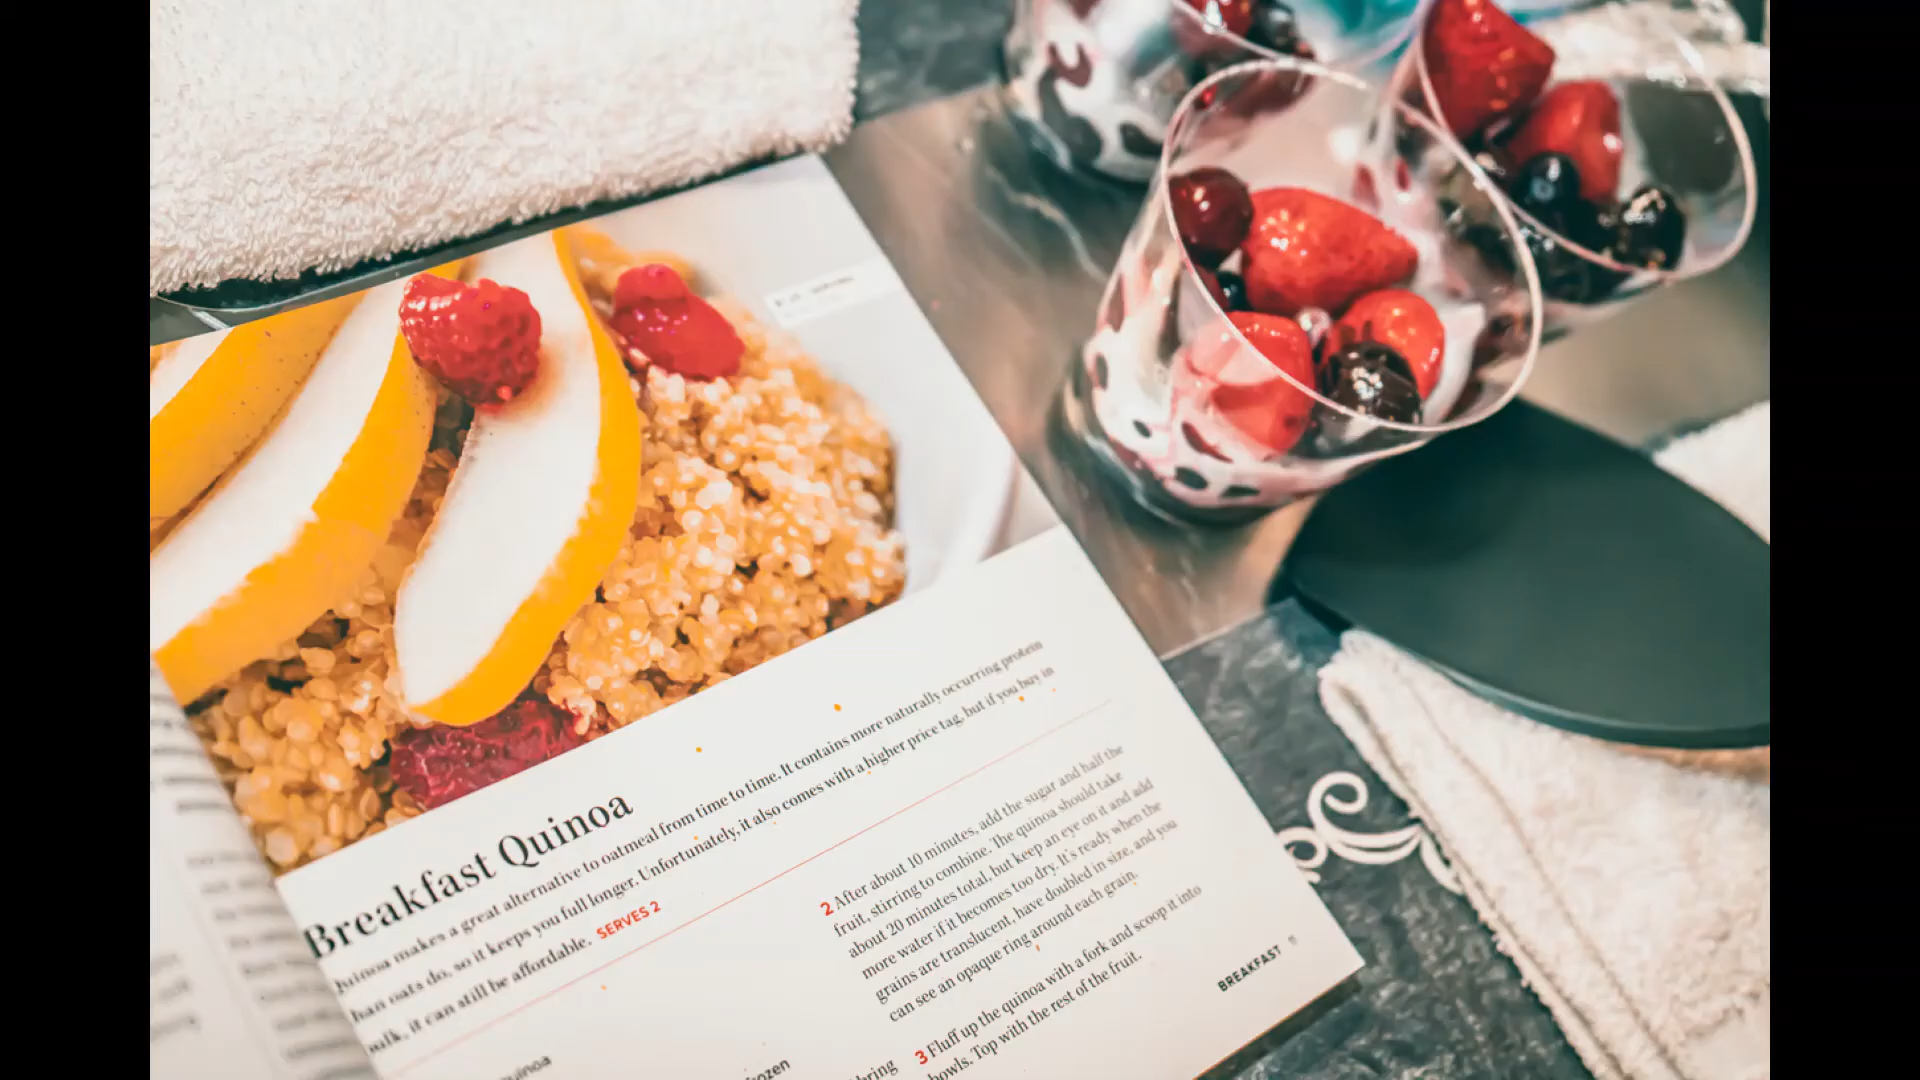 Breakfast Quinoa
Quinoa makes a great alternative to oatmeal from time to time. It contains more naturally occurring protein
than oats do, so it keeps you full longer. Unfortunately, it also comes with a higher price tag, but if you buy in
bulk, it can still be affordable. SERVES 2
quinoa
frozen
2 After about 10 minutes, add the sugar and half the
fruit, stirring to combine. The quinoa should take
about 20 minutes total, but keep an eye on it and add
more water if it becomes too dry. It's ready when the
grains are translucent, have doubled in size, and you
can see an opaque ring around each grain.
3 Fluff up the quinoa with a fork and scoop it into
bowls. Top with the rest of the fruit.
BREAKFAST